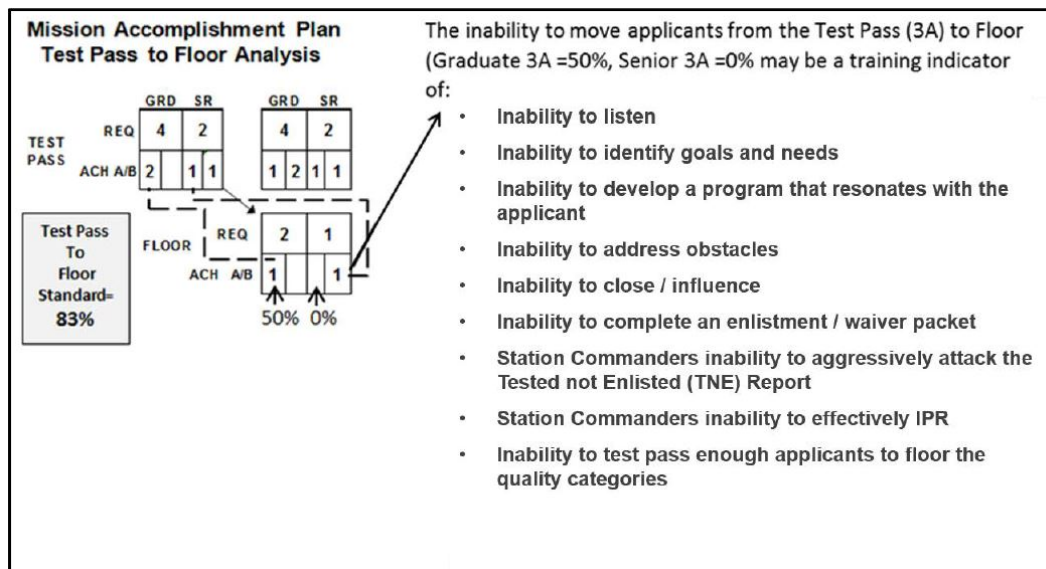 Mission Accomplishment Plan
Test Pass to Floor Analysis
GRD SR GRD SR
TEST PASS
REQ 4 2 4 2
ACH A/B 2 1 1 1 2 1 1
Test Pass
To
Floor
Standard=
83%
FLOOR
REQ 2 1
ACH A/B 1 1
50% 0%
The inability to move applicants from the Test Pass (3A) to Floor
(Graduate 3A =50%, Senior 3A =0% may be a training indicator
of:
• Inability to listen
• Inability to identify goals and needs
• Inability to develop a program that resonates with the
applicant
• Inability to address obstacles
• Inability to close / influence
• Inability to complete an enlistment / waiver packet
• Station Commanders inability to aggressively attack the
Tested not Enlisted (TNE) Report
• Station Commanders inability to effectively IPR
• Inability to test pass enough applicants to floor the
quality categories